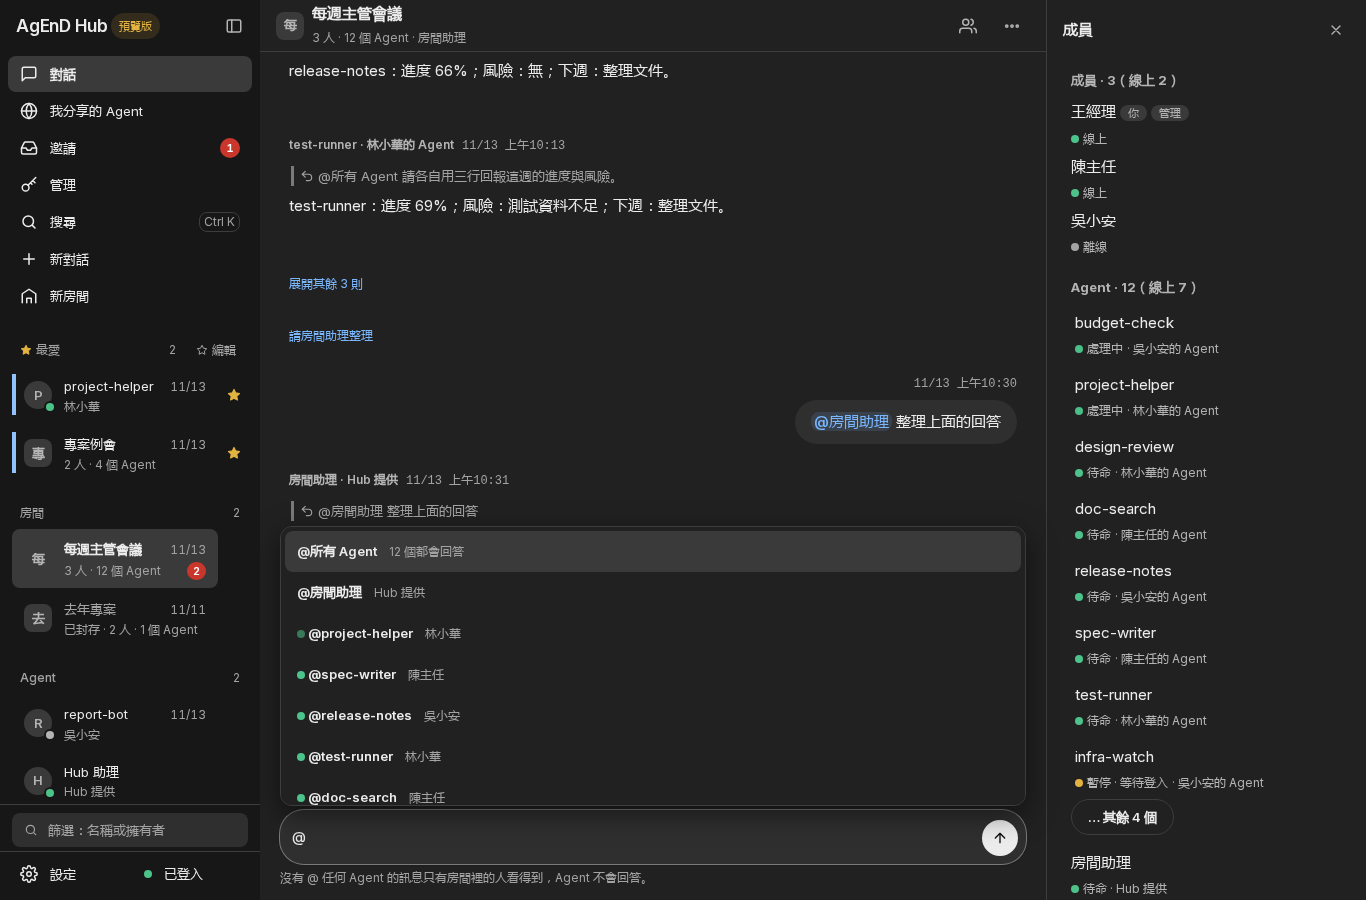 AgEnD Hub 預覽版
對話
我分享的 Agent
邀請 1
管理
搜尋 Ctrl K
新對話
新房間
最愛 2 編輯
P project-helper 11/13
林小華
專 專案例會 11/13
2 人 · 4 個 Agent
房間 2
每 每週主管會議 11/13
3 人 · 12 個 Agent 2
去 去年專案 11/11
已封存 · 2 人 · 1 個 Agent
Agent 2
R report-bot 11/13
吳小安
H Hub 助理
Hub 提供
篩選：名稱或擁有者
設定 已登入
每 每週主管會議
3 人 · 12 個 Agent · 房間助理
release-notes：進度 66%；風險：無；下週：整理文件。
test-runner · 林小華的 Agent 11/13 上午10:13
@所有 Agent 請各自用三行回報這週的進度與風險。
test-runner：進度 69%；風險：測試資料不足；下週：整理文件。
展開其餘 3 則
請房間助理整理
11/13 上午10:30
@房間助理 整理上面的回答
房間助理 · Hub 提供 11/13 上午10:31
@房間助理 整理上面的回答
@所有 Agent 12 個都會回答
@房間助理 Hub 提供
@project-helper 林小華
@spec-writer 陳主任
@release-notes 吳小安
@test-runner 林小華
@doc-search 陳主任
@
沒有 @ 任何 Agent 的訊息只有房間裡的人看得到，Agent 不會回答。
成員
成員 · 3（線上 2）
王經理 你 管理
線上
陳主任
線上
吳小安
離線
Agent · 12（線上 7）
budget-check
處理中 · 吳小安的 Agent
project-helper
處理中 · 林小華的 Agent
design-review
待命 · 林小華的 Agent
doc-search
待命 · 陳主任的 Agent
release-notes
待命 · 吳小安的 Agent
spec-writer
待命 · 陳主任的 Agent
test-runner
待命 · 林小華的 Agent
infra-watch
暫停 · 等待登入 · 吳小安的 Agent
…其餘 4 個
房間助理
待命 · Hub 提供